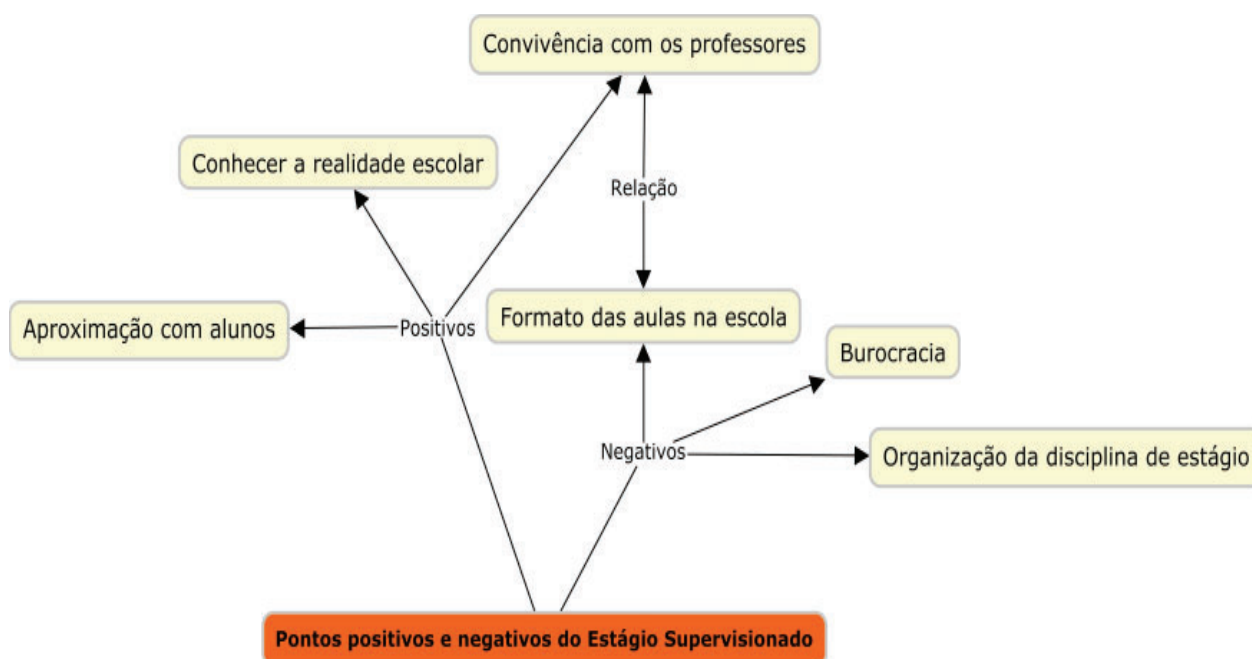 Convivência com os professores
Conhecer a realidade escolar
Relação
Aproximação com alunos
Positivos
Formato das aulas na escola
Burocracia
Negativos
Organização da disciplina de estágio
Pontos positivos e negativos do Estágio Supervisionado